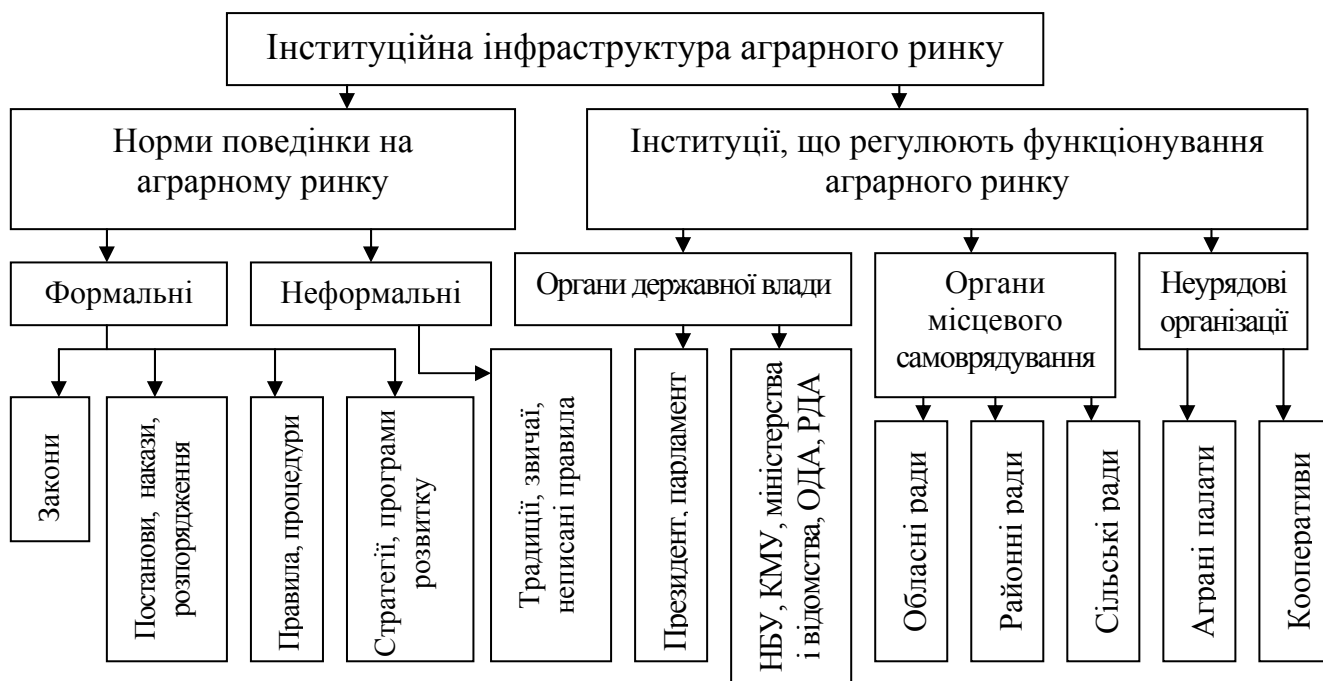 Інституційна інфраструктура аграрного ринку
Норми поведінки на
аграрному ринку
Інституції, що регулюють функціонування
аграрного ринку
Формальні
Неформальні
Органи державної влади
Органи
місцевого
самоврядування
Неурядові
організації
Закони
Постанови, накази,
розпорядження
Правила, процедури
Стратегії, програми
розвитку
Традиції, звичаї,
неписані правила
Президент, парламент
НБУ, КМУ, міністерства
і відомства, ОДА, РДА
Обласні ради
Районні ради
Сільські ради
Аграні палати
Кооперативи